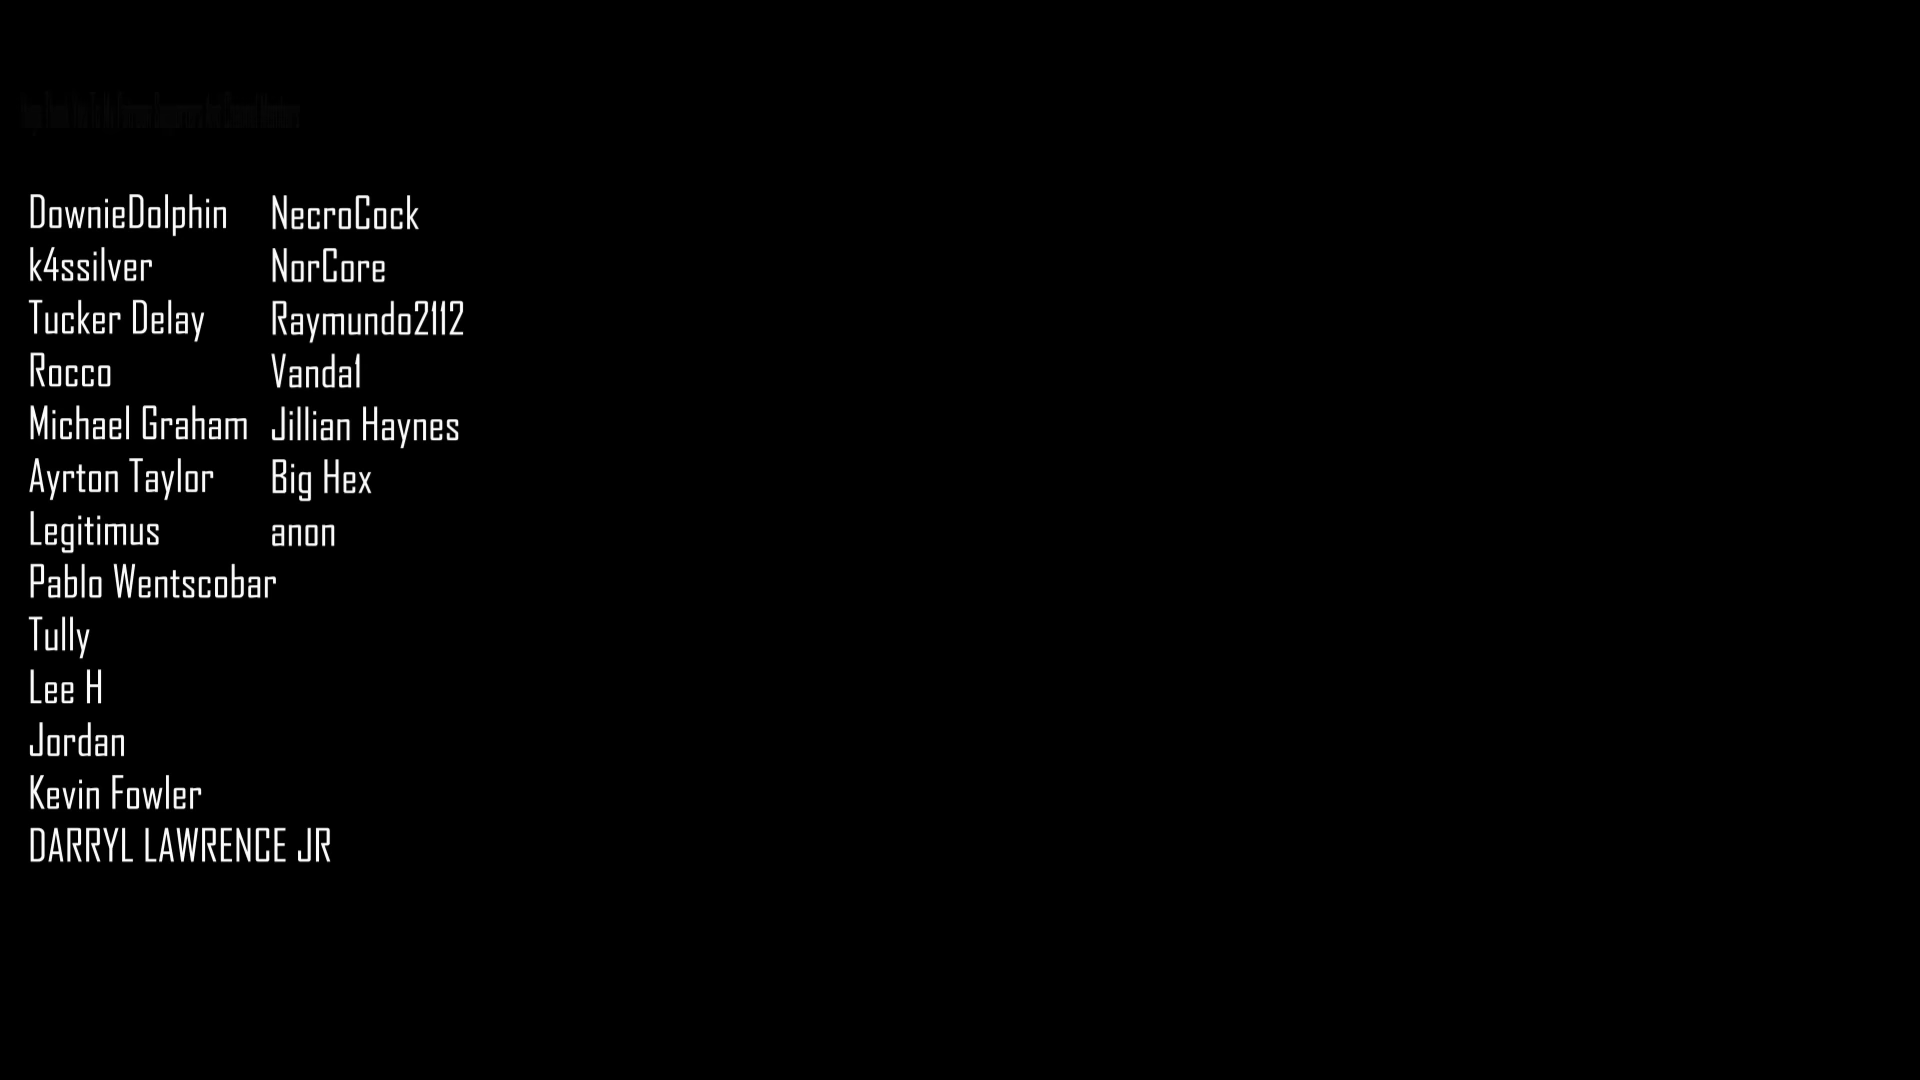 DownieDolphin
k4ssilver
Tucker Delay
Rocco
Michael Graham
Ayrton Taylor
Legitimus
Pablo Wentscobar
Tully
Lee H
Jordan
Kevin Fowler
DARRYL LAWRENCE JR
NecroCock
NorCore
Raymundo2112
Vanda1
Jillian Haynes
Big Hex
anon